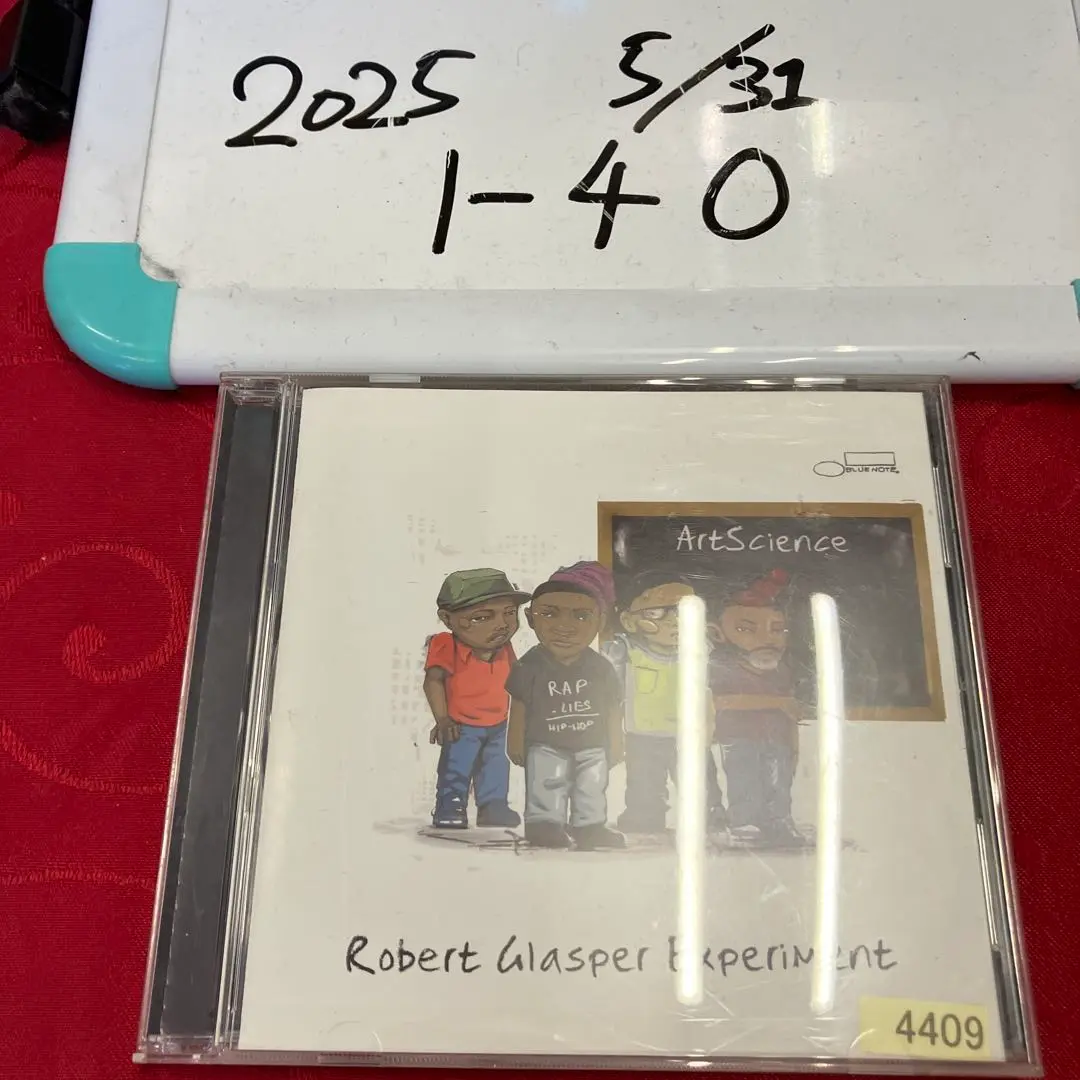 2025 5/31
1-40
BLUE NOTE
ArtScience
RAP
.LIES
HIP-HOP
Robert Glasper Experiment
4409